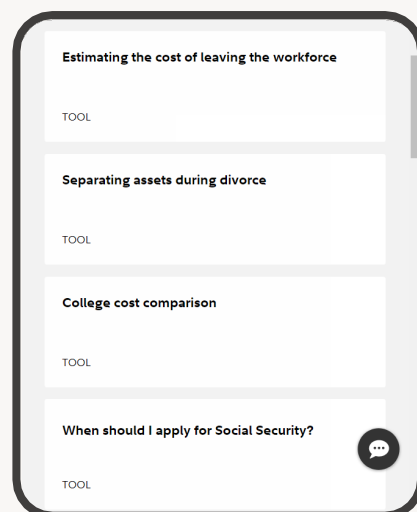 Estimating the cost of leaving the workforce
TOOL
Separating assets during divorce
TOOL
College cost comparison
TOOL
When should I apply for Social Security?
TOOL